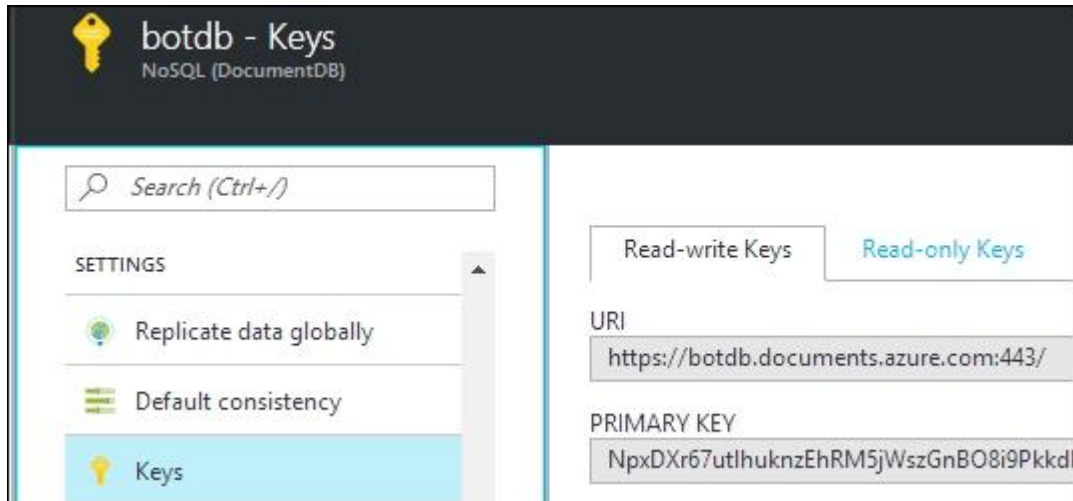 botdb - Keys
NoSQL (DocumentDB)
Search (Ctrl+/)
SETTINGS
Replicate data globally
Default consistency
Keys
Read-write Keys
Read-only Keys
URI
https://botdb.documents.azure.com:443/
PRIMARY KEY